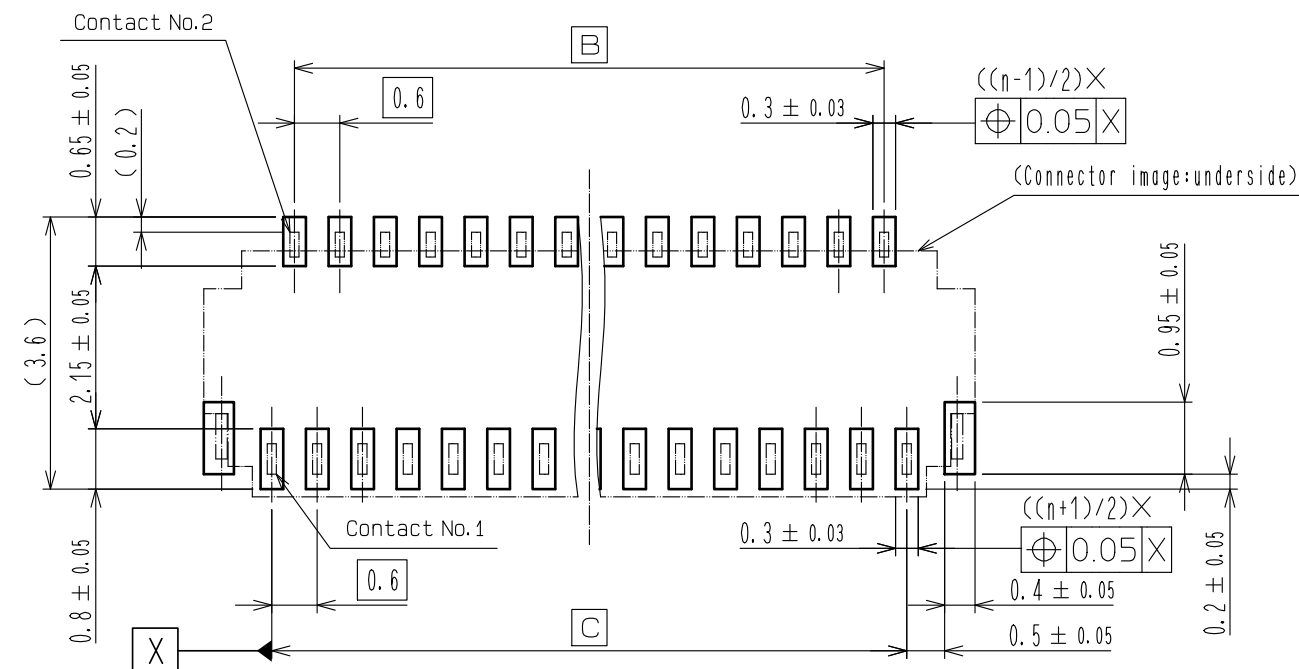 Contact No.2
B
((n-1)/2)X
0.6
0.3 ± 0.03
⌖ 0.05 X
0.65 ± 0.05
(0.2)
(Connector image:underside)
(3.6)
2.15 ± 0.05
0.95 ± 0.05
Contact No.1
0.3 ± 0.03
((n+1)/2)X
⌖ 0.05 X
0.6
0.4 ± 0.05
0.2 ± 0.05
0.8 ± 0.05
C
0.5 ± 0.05
X